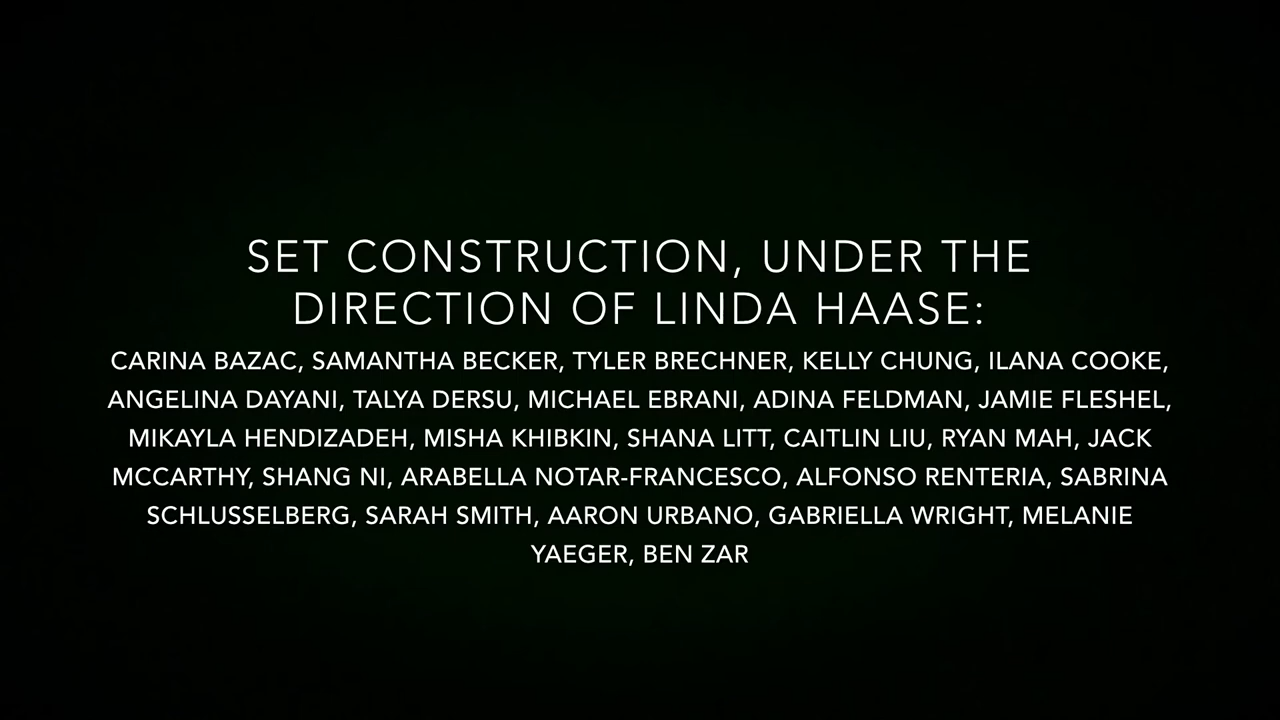 SET CONSTRUCTION, UNDER THE
DIRECTION OF LINDA HAASE:
CARINA BAZAC, SAMANTHA BECKER, TYLER BRECHNER, KELLY CHUNG, ILANA COOKE,
ANGELINA DAYANI, TALYA DERSU, MICHAEL EBRANI, ADINA FELDMAN, JAMIE FLESHEL,
MIKAYLA HENDIZADEH, MISHA KHIBKIN, SHANA LITT, CAITLIN LIU, RYAN MAH, JACK
MCCARTHY, SHANG NI, ARABELLA NOTAR-FRANCESCO, ALFONSO RENTERIA, SABRINA
SCHLUSSELBERG, SARAH SMITH, AARON URBANO, GABRIELLA WRIGHT, MELANIE
YAEGER, BEN ZAR